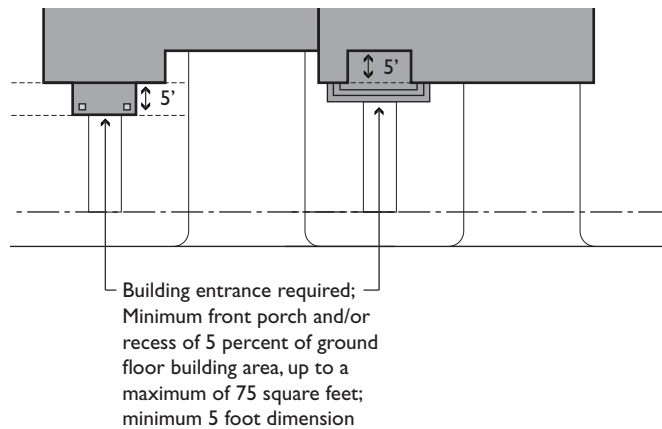 5’
5’
Building entrance required;
Minimum front porch and/or
recess of 5 percent of ground
floor building area, up to a
maximum of 75 square feet;
minimum 5 foot dimension